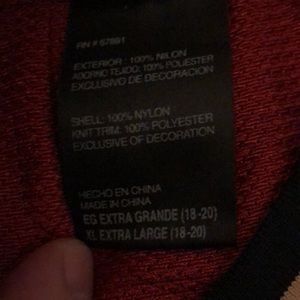 RN # 67891
EXTERIOR: 100% NILON
ADORNO TEJIDO: 100% POLIESTER
EXCLUSIVO DE DECORACION
SHELL: 100% NYLON
KNIT TRIM: 100% POLYESTER
EXCLUSIVE OF DECORATION
HECHO EN CHINA
MADE IN CHINA
EG EXTRA GRANDE (18-20)
XL EXTRA LARGE (18-20)